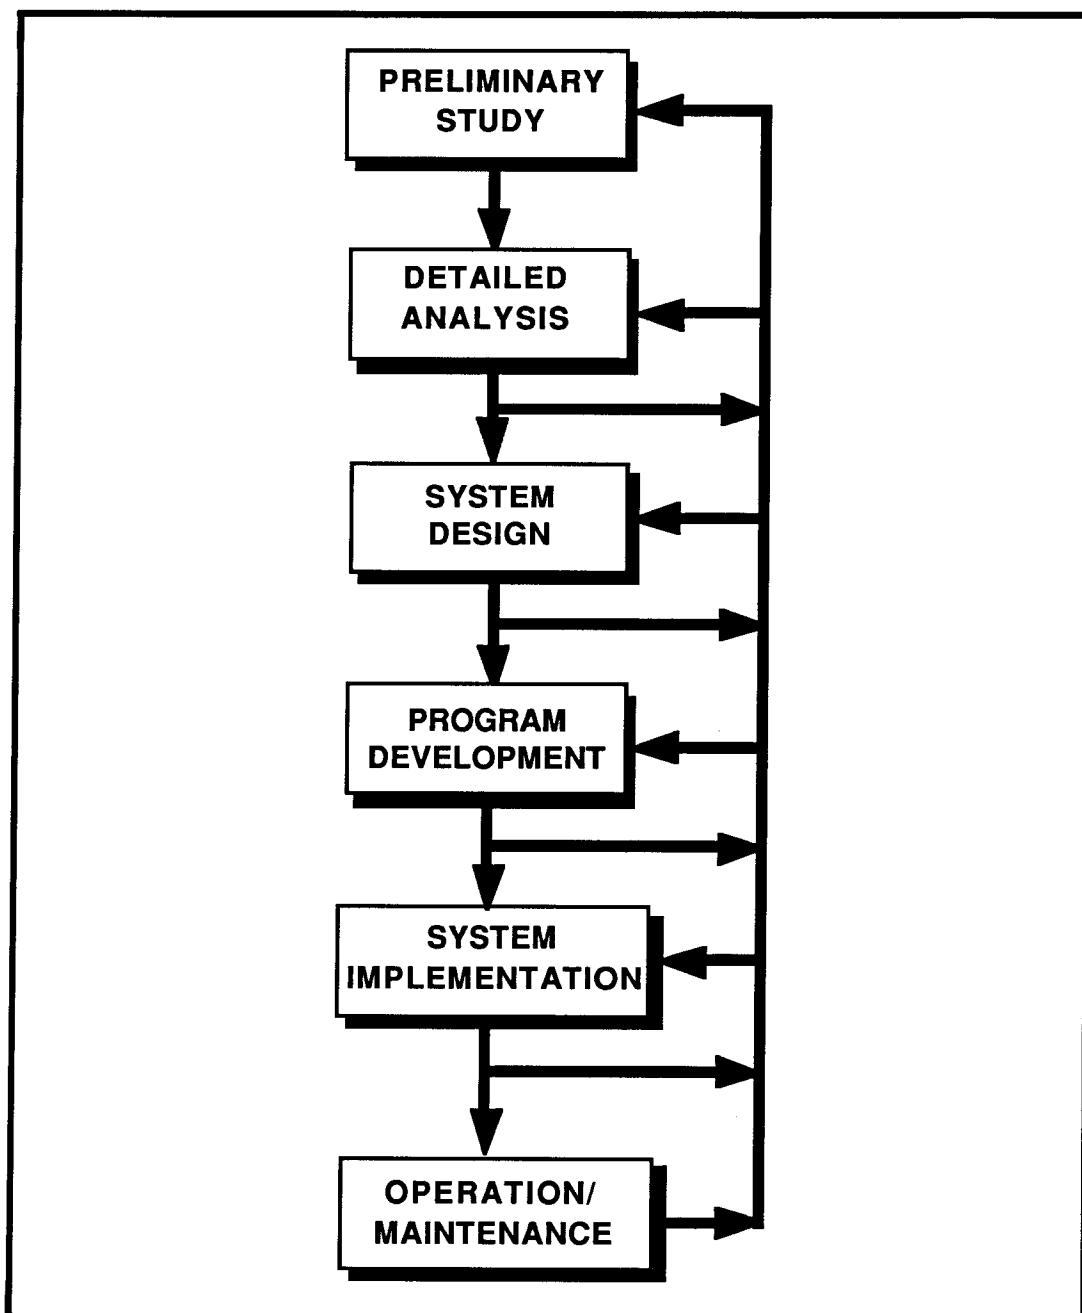 PRELIMINARY
STUDY
DETAILED
ANALYSIS
SYSTEM
DESIGN
PROGRAM
DEVELOPMENT
SYSTEM
IMPLEMENTATION
OPERATION/
MAINTENANCE